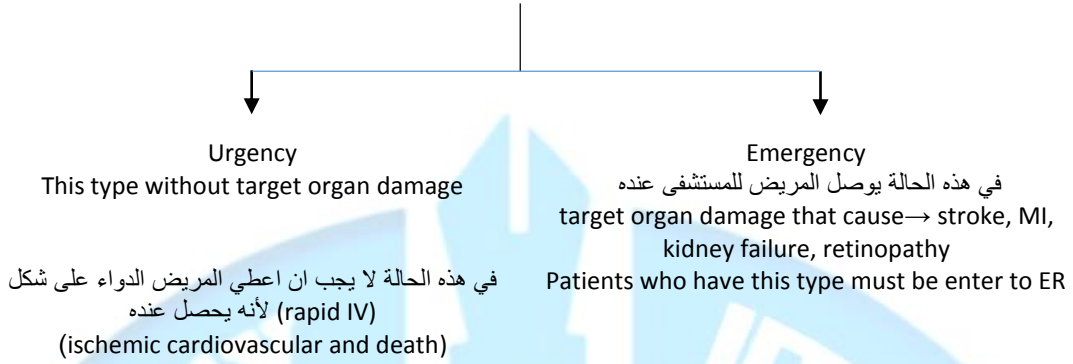 Urgency
This type without target organ damage
في هذه الحالة لا يجب ان اعطي المريض الدواء على شكل
(rapid IV) لأنه يحصل عنده
(ischemic cardiovascular and death)
Emergency
في هذه الحالة يوصل المريض للمستشفى عنده
target organ damage that cause→ stroke, MI,
kidney failure, retinopathy
Patients who have this type must be enter to ER